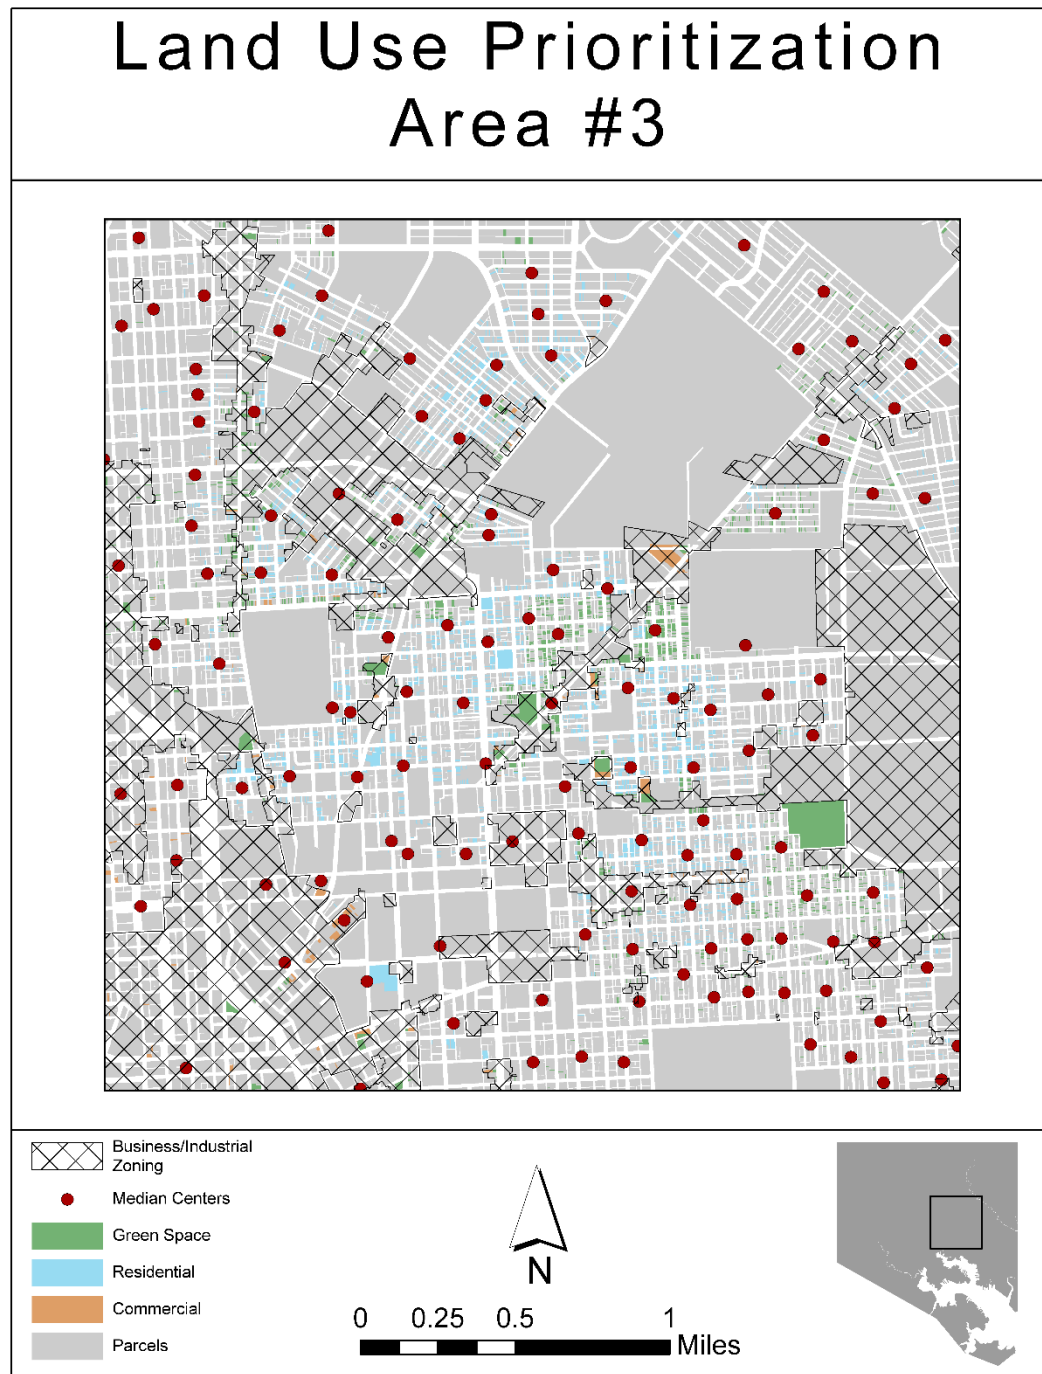 Land Use Prioritization
Area #3
Business/Industrial
Zoning
Median Centers
Green Space
Residential
Commercial
Parcels
N
0 0.25 0.5 1
Miles